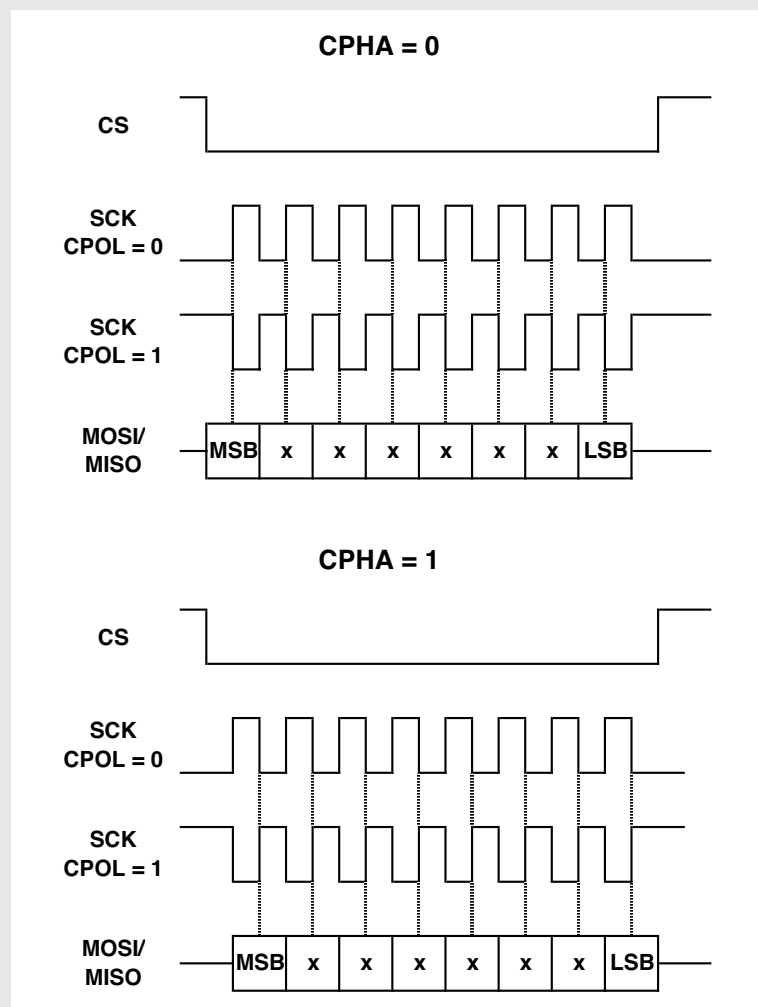 CPHA = 0
CS
SCK
CPOL = 0
SCK
CPOL = 1
MOSI/
MISO
MSB x x x x x x LSB
CPHA = 1
CS
SCK
CPOL = 0
SCK
CPOL = 1
MOSI/
MISO
MSB x x x x x x LSB